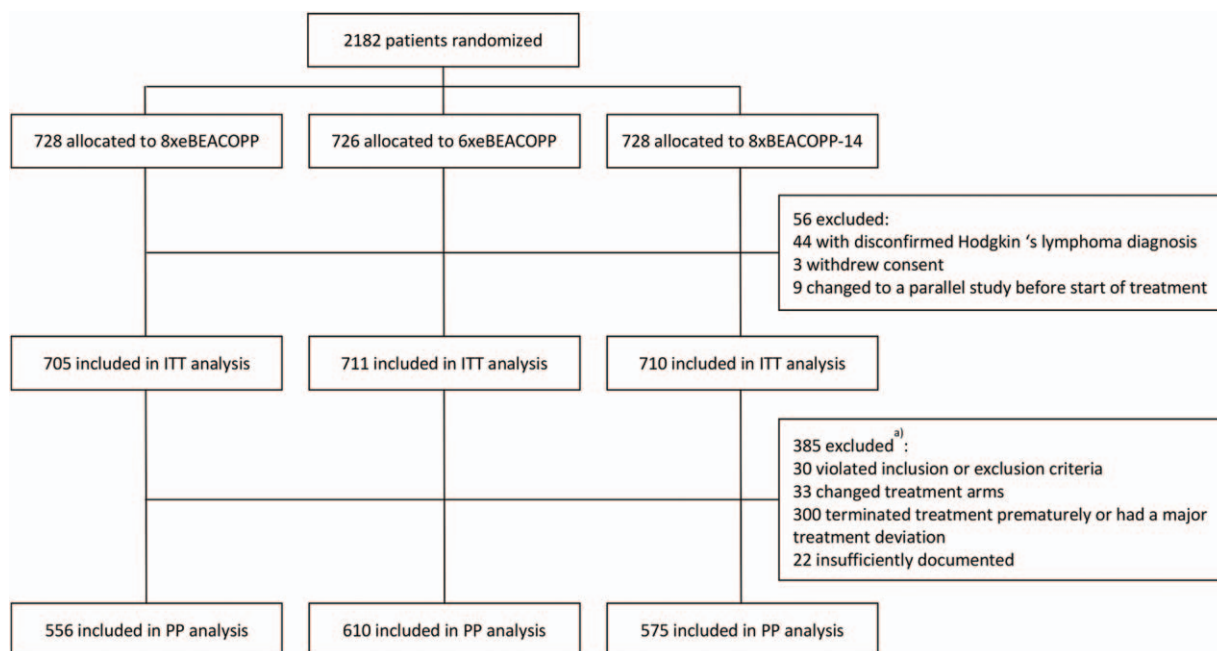 2182 patients randomized
728 allocated to 8xeBEACOPP
726 allocated to 6xeBEACOPP
728 allocated to 8xBEACOPP-14
56 excluded:
44 with disconfirmed Hodgkin ‘s lymphoma diagnosis
3 withdrew consent
9 changed to a parallel study before start of treatment
705 included in ITT analysis
711 included in ITT analysis
710 included in ITT analysis
385 excluded a):
30 violated inclusion or exclusion criteria
33 changed treatment arms
300 terminated treatment prematurely or had a major
treatment deviation
22 insufficiently documented
556 included in PP analysis
610 included in PP analysis
575 included in PP analysis